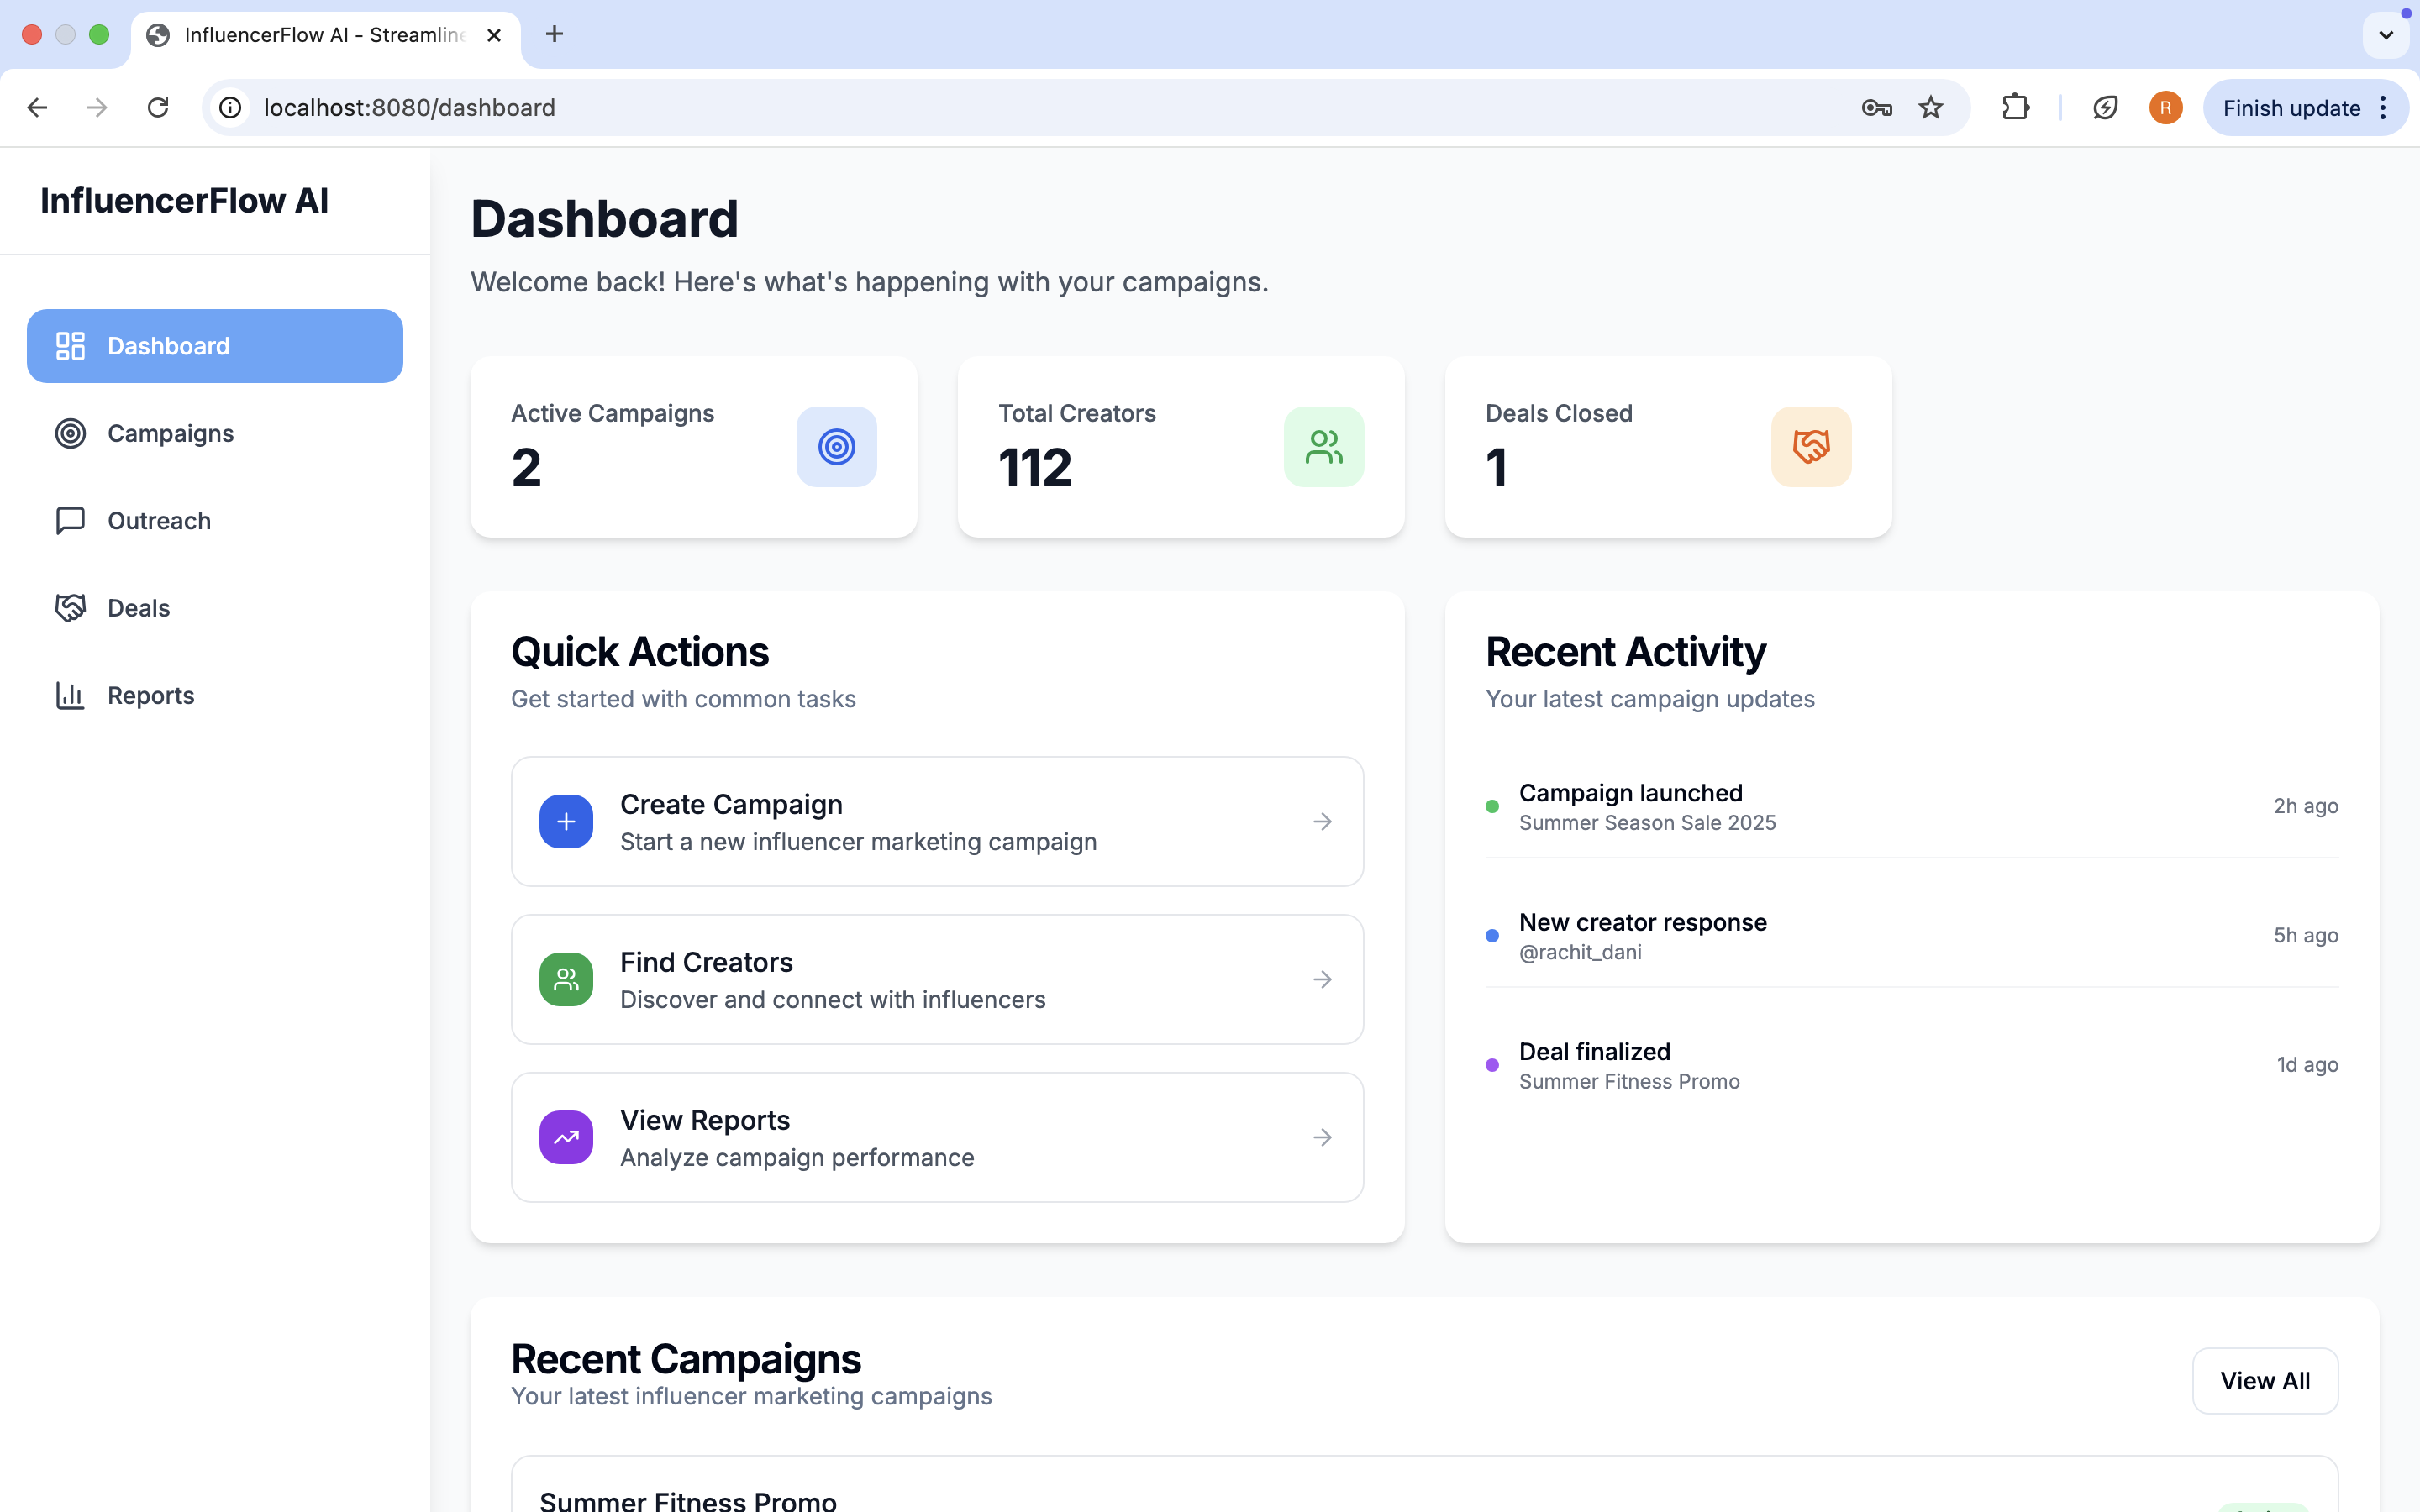 InfluencerFlow AI - Streamline
localhost:8080/dashboard
R
Finish update
InfluencerFlow AI
Dashboard
Campaigns
Outreach
Deals
Reports
Dashboard
Welcome back! Here's what's happening with your campaigns.
Active Campaigns
2
Total Creators
112
Deals Closed
1
Quick Actions
Get started with common tasks
Create Campaign
Start a new influencer marketing campaign
Find Creators
Discover and connect with influencers
View Reports
Analyze campaign performance
Recent Activity
Your latest campaign updates
Campaign launched
Summer Season Sale 2025
2h ago
New creator response
@rachit_dani
5h ago
Deal finalized
Summer Fitness Promo
1d ago
Recent Campaigns
Your latest influencer marketing campaigns
View All
Summer Fitness Promo